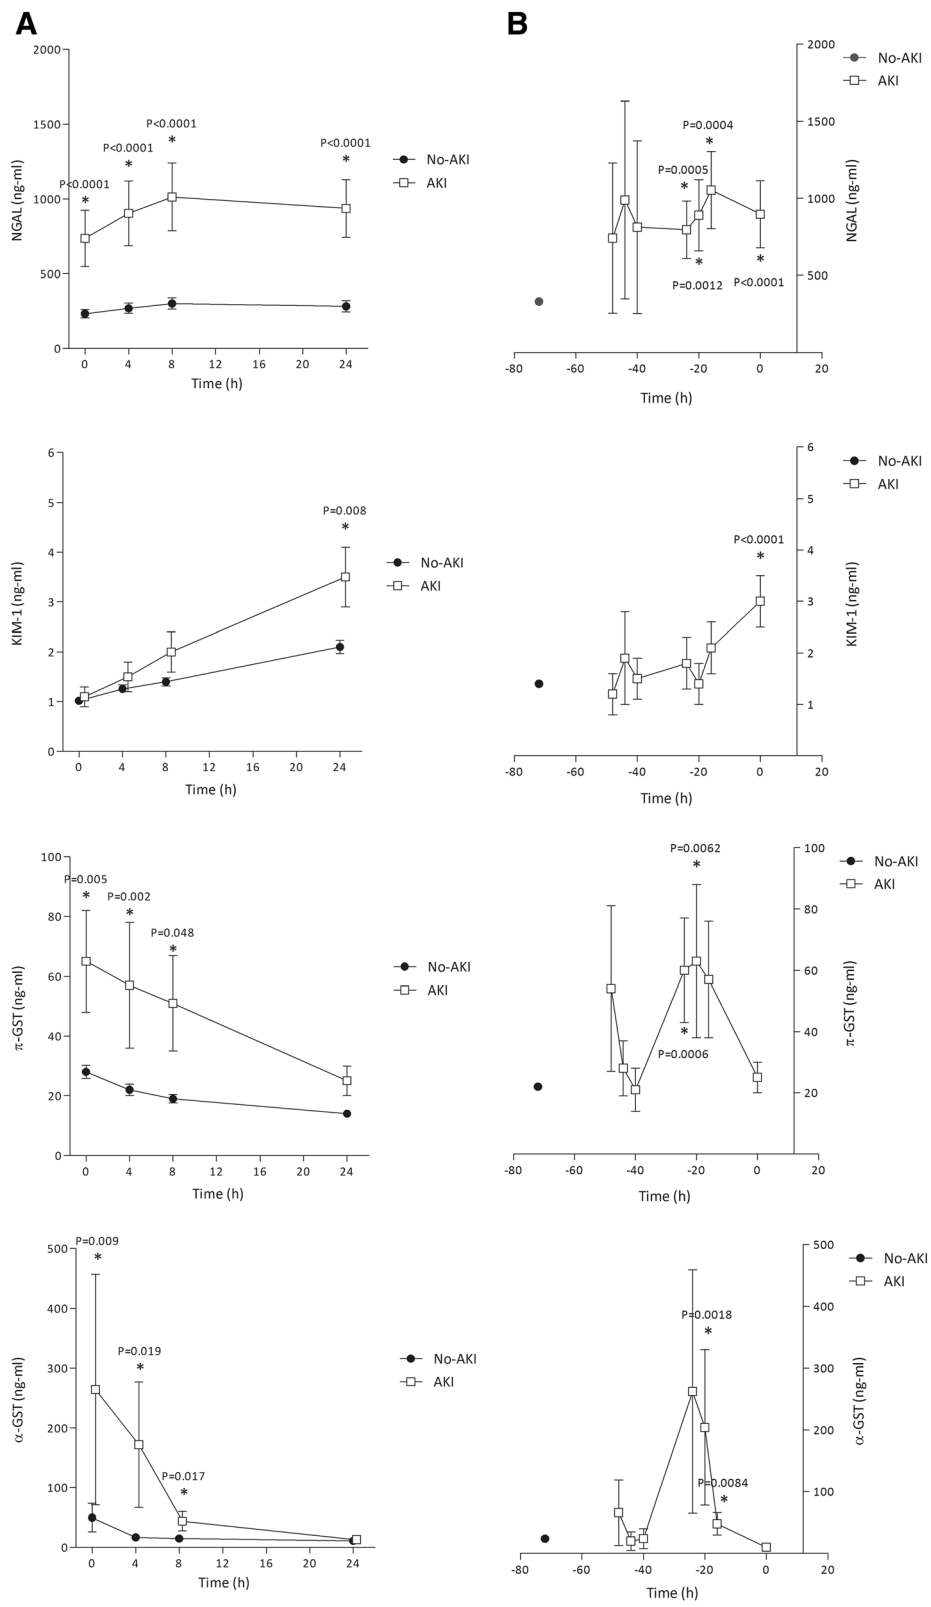 A
2000
1500
1000
500
0
NGAL (ng-ml)
P<0.0001
*
P<0.0001
*
P<0.0001
*
P<0.0001
*
No-AKI
AKI
0 4 8 12 16 20 24
Time (h)
B
2000
1500
1000
500
NGAL (ng-ml)
No-AKI
AKI
P=0.0004
*
P=0.0005
*
*
P=0.0012
*
P<0.0001
-80 -60 -40 -20 0 20
Time (h)
6
5
4
3
2
1
0
KIM-1 (ng-ml)
P=0.008
*
No-AKI
AKI
0 4 8 12 16 20 24
Time (h)
6
5
4
3
2
1
KIM-1 (ng-ml)
No-AKI
AKI
P<0.0001
*
-80 -60 -40 -20 0 20
Time (h)
100
80
60
40
20
0
π-GST (ng-ml)
P=0.005
*
P=0.002
*
P=0.048
*
No-AKI
AKI
0 4 8 12 16 20 24
Time (h)
100
80
60
40
20
π-GST (ng-ml)
No-AKI
AKI
P=0.0062
*
*
P=0.0006
-80 -60 -40 -20 0 20
Time (h)
500
400
300
200
100
0
α-GST (ng-ml)
P=0.009
*
P=0.019
*
P=0.017
*
No-AKI
AKI
0 4 8 12 16 20 24
Time (h)
500
400
300
200
100
α-GST (ng-ml)
No-AKI
AKI
P=0.0018
*
P=0.0084
*
-80 -60 -40 -20 -0 20
Time (h)